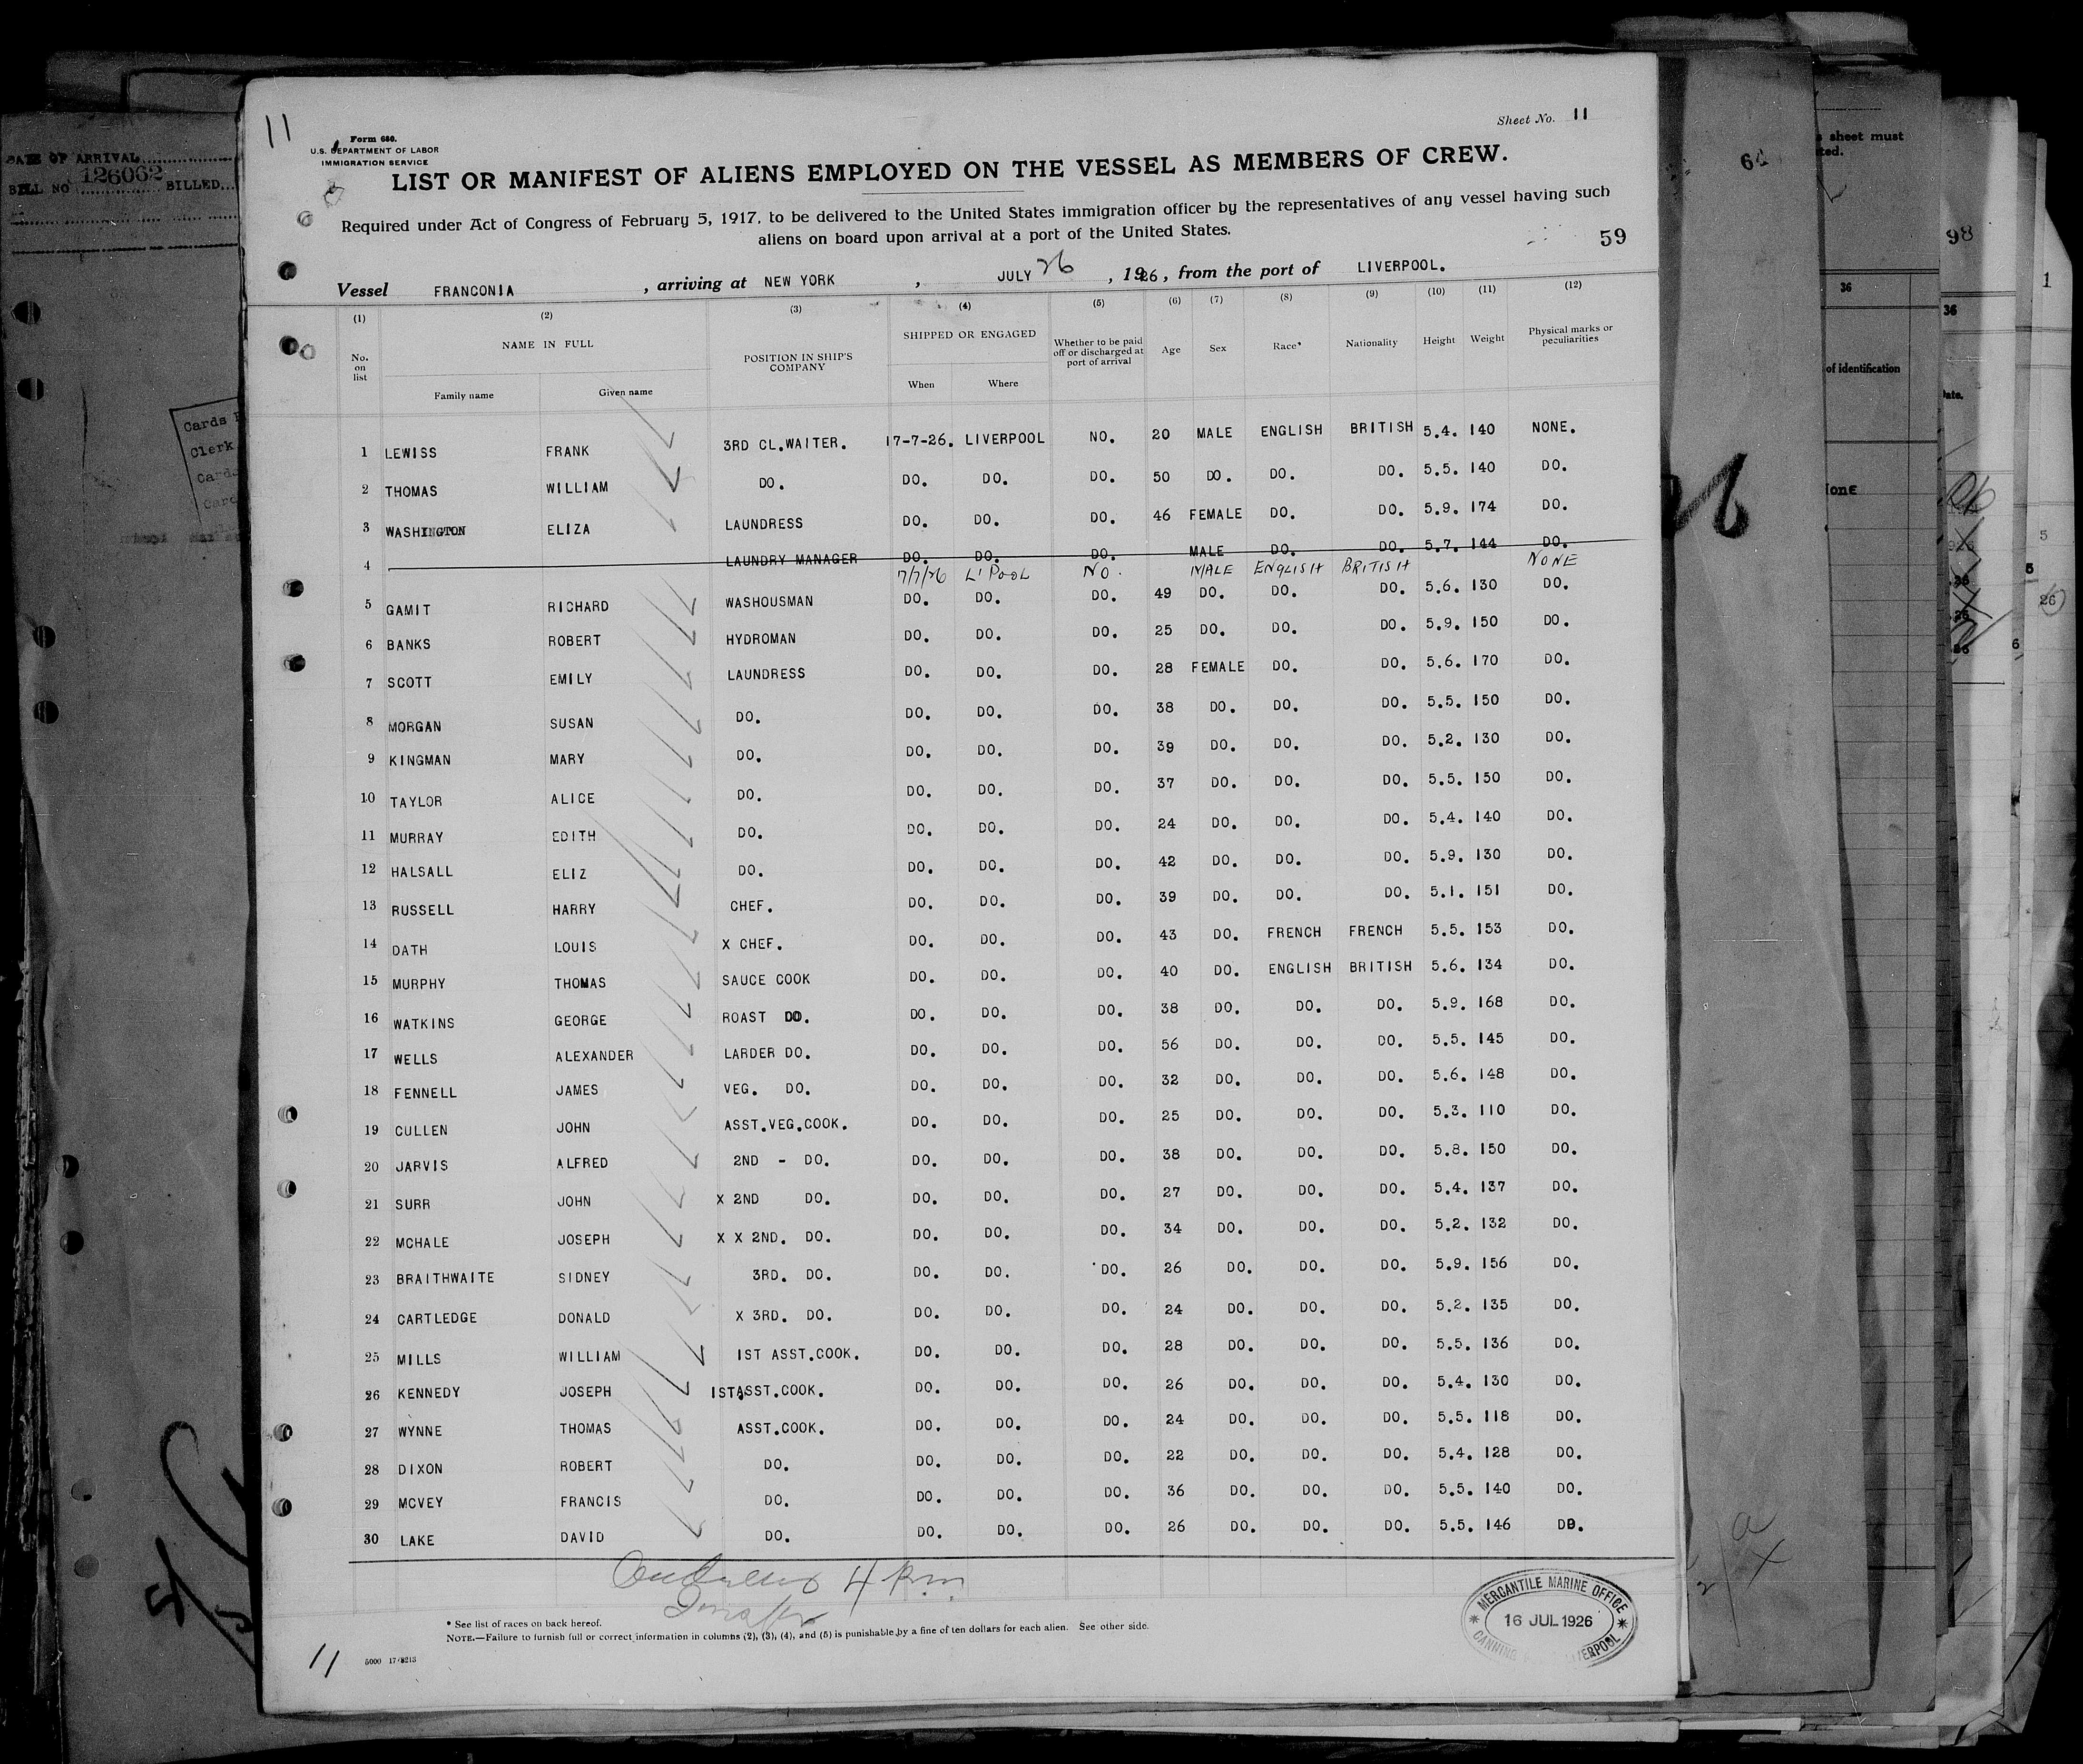 11
Sheet No. 11
Form 680.
U.S. DEPARTMENT OF LABOR
IMMIGRATION SERVICE
LIST OR MANIFEST OF ALIENS EMPLOYED ON THE VESSEL AS MEMBERS OF CREW.
Required under Act of Congress of February 5, 1917, to be delivered to the United States immigration officer by the representatives of any vessel having such
aliens on board upon arrival at a port of the United States.
59
Vessel FRANCONIA , arriving at NEW YORK , JULY 26 , 1926, from the port of LIVERPOOL.
(1) (2) (3) (4) (5) (6) (7) (8) (9) (10) (11) (12)
No. on list NAME IN FULL POSITION IN SHIP'S COMPANY SHIPPED OR ENGAGED Whether to be paid off or discharged at port of arrival Age Sex Race* Nationality Height Weight Physical marks or peculiarities
Family name Given name When Where
1 LEWISS FRANK 3RD CL.WAITER. 17-7-26. LIVERPOOL NO. 20 MALE ENGLISH BRITISH 5.4. 140 NONE.
2 THOMAS WILLIAM DO. DO. DO. DO. 50 DO. DO. DO. 5.5. 140 DO.
3 WASHINGTON ELIZA LAUNDRESS DO. DO. DO. 46 FEMALE DO. DO. 5.9. 174 DO.
4 LAUNDRY MANAGER DO. DO. DO. MALE DO. DO. 5.7. 144 DO.
7/7/26 L'POOL NO. MALE ENGLISH BRITISH NONE
5 GAMIT RICHARD WASHOUSMAN DO. DO. DO. 49 DO. DO. DO. 5.6. 130 DO.
6 BANKS ROBERT HYDROMAN DO. DO. DO. 25 DO. DO. DO. 5.9. 150 DO.
7 SCOTT EMILY LAUNDRESS DO. DO. DO. 28 FEMALE DO. DO. 5.6. 170 DO.
8 MORGAN SUSAN DO. DO. DO. DO. 38 DO. DO. DO. 5.5. 150 DO.
9 KINGMAN MARY DO. DO. DO. DO. 39 DO. DO. DO. 5.2. 130 DO.
10 TAYLOR ALICE DO. DO. DO. DO. 37 DO. DO. DO. 5.5. 150 DO.
11 MURRAY EDITH DO. DO. DO. DO. 24 DO. DO. DO. 5.4. 140 DO.
12 HALSALL ELIZ DO. DO. DO. DO. 42 DO. DO. DO. 5.9. 130 DO.
13 RUSSELL HARRY CHEF. DO. DO. DO. 39 DO. DO. DO. 5.1. 151 DO.
14 DATH LOUIS X CHEF. DO. DO. DO. 43 DO. FRENCH FRENCH 5.5. 153 DO.
15 MURPHY THOMAS SAUCE COOK DO. DO. DO. 40 DO. ENGLISH BRITISH 5.6. 134 DO.
16 WATKINS GEORGE ROAST DO. DO. DO. DO. 38 DO. DO. DO. 5.9. 168 DO.
17 WELLS ALEXANDER LARDER DO. DO. DO. DO. 56 DO. DO. DO. 5.5. 145 DO.
18 FENNELL JAMES VEG. DO. DO. DO. DO. 32 DO. DO. DO. 5.6. 148 DO.
19 CULLEN JOHN ASST.VEG.COOK. DO. DO. DO. 25 DO. DO. DO. 5.3. 110 DO.
20 JARVIS ALFRED 2ND - DO. DO. DO. DO. 38 DO. DO. DO. 5.8. 150 DO.
21 SURR JOHN X 2ND DO. DO. DO. DO. 27 DO. DO. DO. 5.4. 137 DO.
22 MCHALE JOSEPH X X 2ND. DO. DO. DO. DO. 34 DO. DO. DO. 5.2. 132 DO.
23 BRAITHWAITE SIDNEY 3RD. DO. DO. DO. DO. 26 DO. DO. DO. 5.9. 156 DO.
24 CARTLEDGE DONALD X 3RD. DO. DO. DO. DO. 24 DO. DO. DO. 5.2. 135 DO.
25 MILLS WILLIAM 1ST ASST.COOK. DO. DO. DO. 28 DO. DO. DO. 5.5. 136 DO.
26 KENNEDY JOSEPH 1STASST.COOK. DO. DO. DO. 26 DO. DO. DO. 5.4. 130 DO.
27 WYNNE THOMAS ASST.COOK. DO. DO. DO. 24 DO. DO. DO. 5.5. 118 DO.
28 DIXON ROBERT DO. DO. DO. DO. 22 DO. DO. DO. 5.4. 128 DO.
29 MCVEY FRANCIS DO. DO. DO. DO. 36 DO. DO. DO. 5.5. 140 DO.
30 LAKE DAVID DO. DO. DO. DO. 26 DO. DO. DO. 5.5. 146 DO.
4 P.m.
* See list of races on back hereof.
NOTE.—Failure to furnish full or correct information in columns (2), (3), (4), and (5) is punishable by a fine of ten dollars for each alien. See other side.
5000 17/8213
11
MERCANTILE MARINE OFFICE
16 JUL 1926
CANNING LIVERPOOL
DATE OF ARRIVAL
BILL NO 126062 BILLED
Cards
Clerk
Cards
Card
64
sheet must
36
of identification
None
98
36
Date.
1
5
26
6